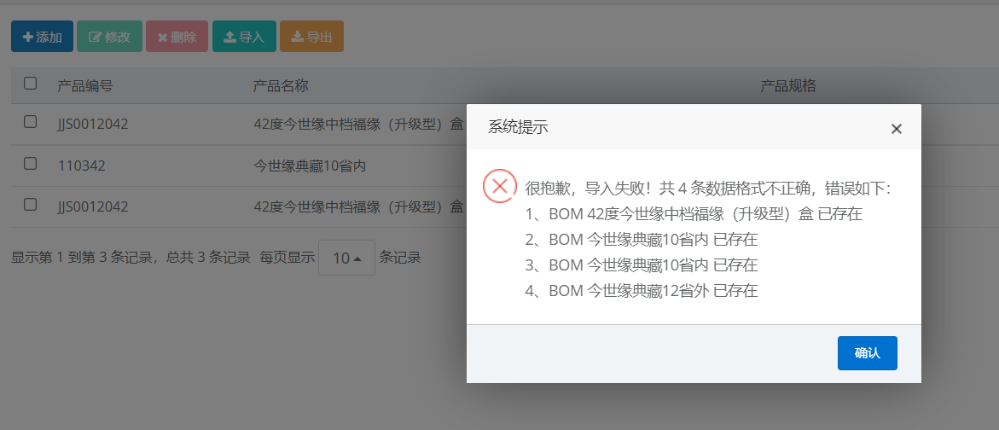 添加 修改 删除 导入 导出
产品编号 产品名称 产品规格
JJS0012042 42度今世缘中档福缘（升级型）盒
110342 今世缘典藏10省内
JJS0012042 42度今世缘中档福缘（升级型）盒
显示第 1 到第 3 条记录，总共 3 条记录 每页显示 10 条记录
系统提示 ×
很抱歉，导入失败！共 4 条数据格式不正确，错误如下：
1、BOM 42度今世缘中档福缘（升级型）盒 已存在
2、BOM 今世缘典藏10省内 已存在
3、BOM 今世缘典藏10省内 已存在
4、BOM 今世缘典藏12省外 已存在
确认